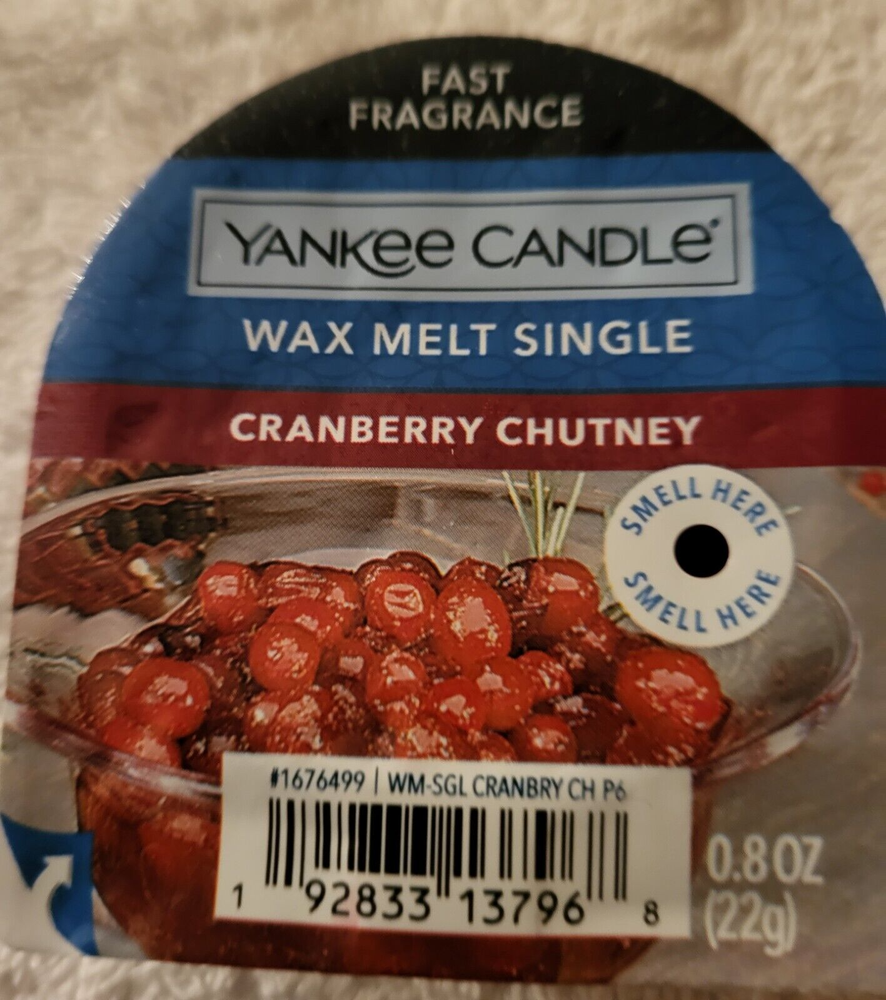 FAST
FRAGRANCE
YANKEE CANDLE®
WAX MELT SINGLE
CRANBERRY CHUTNEY
SMELL HERE
SMELL HERE
#1676499 | WM-SGL CRANBRY CH P6
1 92833 13796 8
0.8 OZ
(22g)